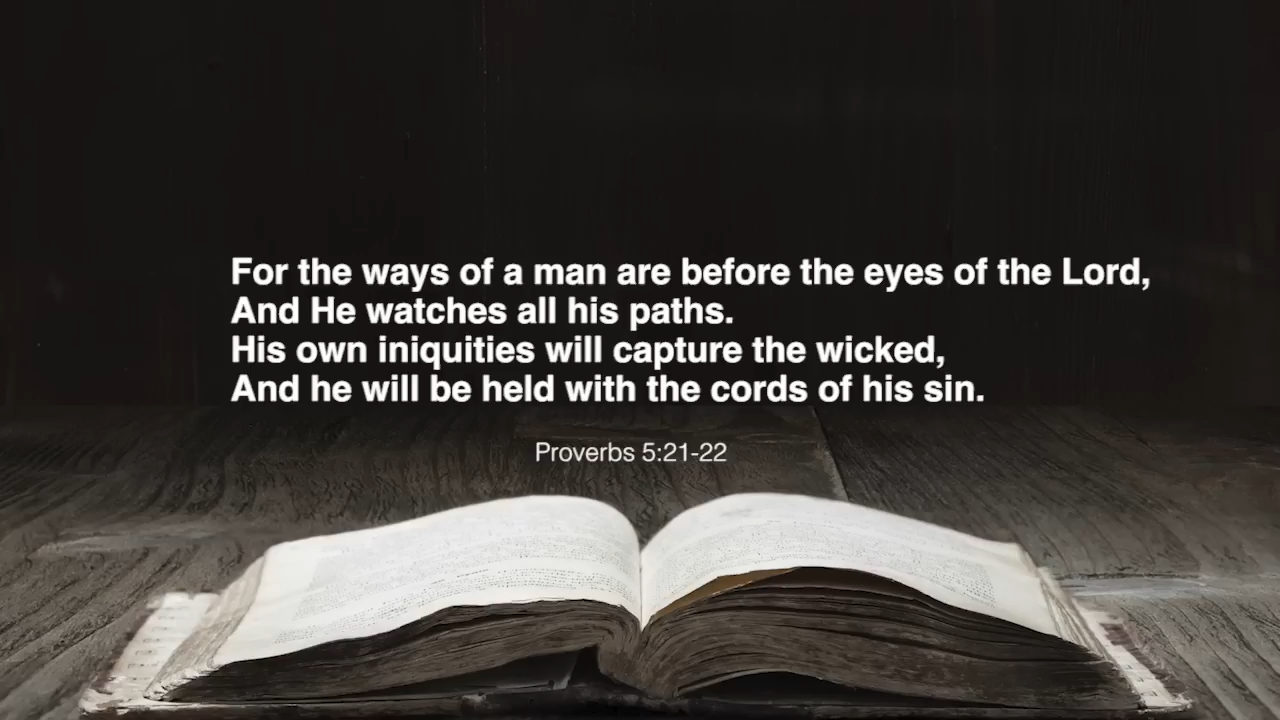 For the ways of a man are before the eyes of the Lord,
And He watches all his paths.
His own iniquities will capture the wicked,
And he will be held with the cords of his sin.
Proverbs 5:21-22